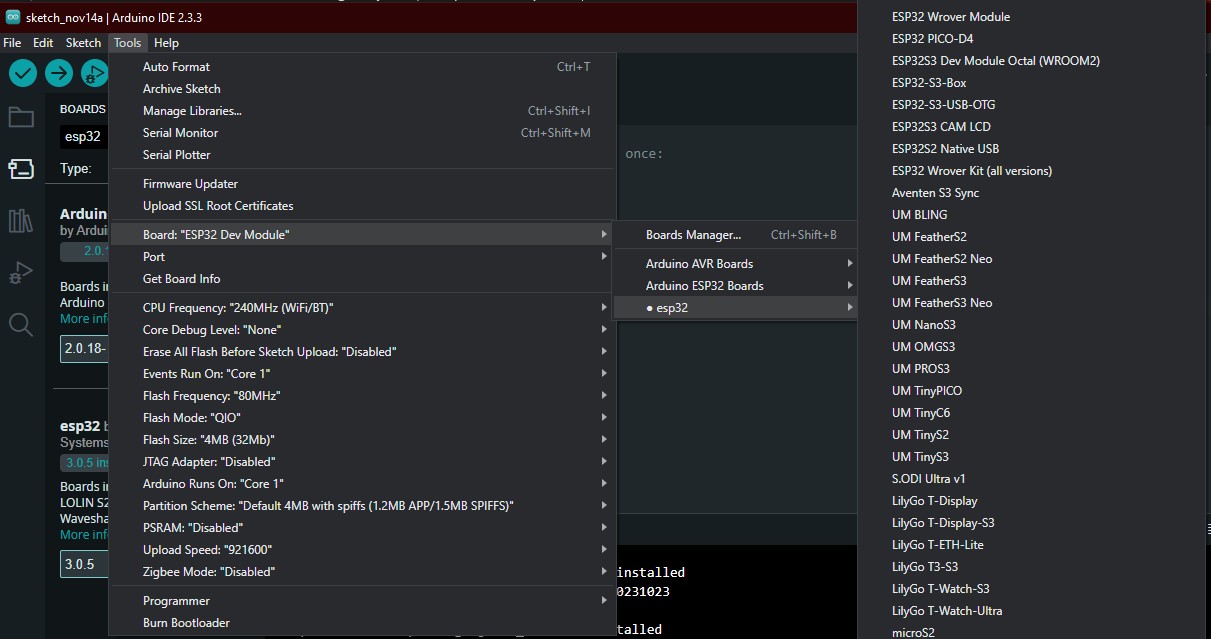 sketch_nov14a | Arduino IDE 2.3.3
File Edit Sketch Tools Help
BOARDS
esp32
Type:
Arduin
by Ardui
2.0.1
Boards in
Arduino
More info
2.0.18-
esp32 b
Systems
3.0.5 ins
Boards in
LOLIN S2
Wavesha
More info
3.0.5
Auto Format Ctrl+T
Archive Sketch
Manage Libraries... Ctrl+Shift+I
Serial Monitor Ctrl+Shift+M
Serial Plotter
Firmware Updater
Upload SSL Root Certificates
Board: "ESP32 Dev Module"
Port
Get Board Info
CPU Frequency: "240MHz (WiFi/BT)"
Core Debug Level: "None"
Erase All Flash Before Sketch Upload: "Disabled"
Events Run On: "Core 1"
Flash Frequency: "80MHz"
Flash Mode: "QIO"
Flash Size: "4MB (32Mb)"
JTAG Adapter: "Disabled"
Arduino Runs On: "Core 1"
Partition Scheme: "Default 4MB with spiffs (1.2MB APP/1.5MB SPIFFS)"
PSRAM: "Disabled"
Upload Speed: "921600"
Zigbee Mode: "Disabled"
Programmer
Burn Bootloader
once:
Boards Manager... Ctrl+Shift+B
Arduino AVR Boards
Arduino ESP32 Boards
● esp32
installed
0231023
talled
ESP32 Wrover Module
ESP32 PICO-D4
ESP32S3 Dev Module Octal (WROOM2)
ESP32-S3-Box
ESP32-S3-USB-OTG
ESP32S3 CAM LCD
ESP32S2 Native USB
ESP32 Wrover Kit (all versions)
Aventen S3 Sync
UM BLING
UM FeatherS2
UM FeatherS2 Neo
UM FeatherS3
UM FeatherS3 Neo
UM NanoS3
UM OMGS3
UM PROS3
UM TinyPICO
UM TinyC6
UM TinyS2
UM TinyS3
S.ODI Ultra v1
LilyGo T-Display
LilyGo T-Display-S3
LilyGo T-ETH-Lite
LilyGo T3-S3
LilyGo T-Watch-S3
LilyGo T-Watch-Ultra
microS2